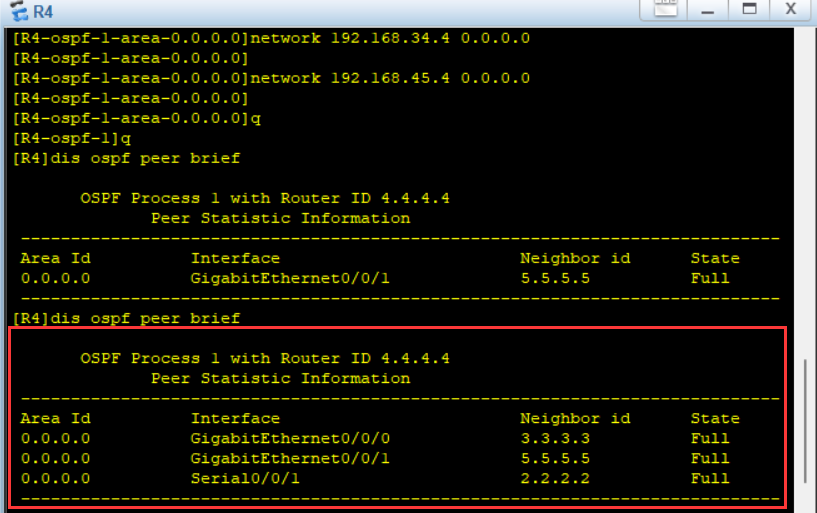 R4
[R4-ospf-1-area-0.0.0.0]network 192.168.34.4 0.0.0.0
[R4-ospf-1-area-0.0.0.0]
[R4-ospf-1-area-0.0.0.0]network 192.168.45.4 0.0.0.0
[R4-ospf-1-area-0.0.0.0]
[R4-ospf-1-area-0.0.0.0]q
[R4-ospf-1]q
[R4]dis ospf peer brief
OSPF Process 1 with Router ID 4.4.4.4
Peer Statistic Information
----------------------------------------------------------------------------
Area Id Interface Neighbor id State
0.0.0.0 GigabitEthernet0/0/1 5.5.5.5 Full
----------------------------------------------------------------------------
[R4]dis ospf peer brief
OSPF Process 1 with Router ID 4.4.4.4
Peer Statistic Information
----------------------------------------------------------------------------
Area Id Interface Neighbor id State
0.0.0.0 GigabitEthernet0/0/0 3.3.3.3 Full
0.0.0.0 GigabitEthernet0/0/1 5.5.5.5 Full
0.0.0.0 Serial0/0/1 2.2.2.2 Full
----------------------------------------------------------------------------